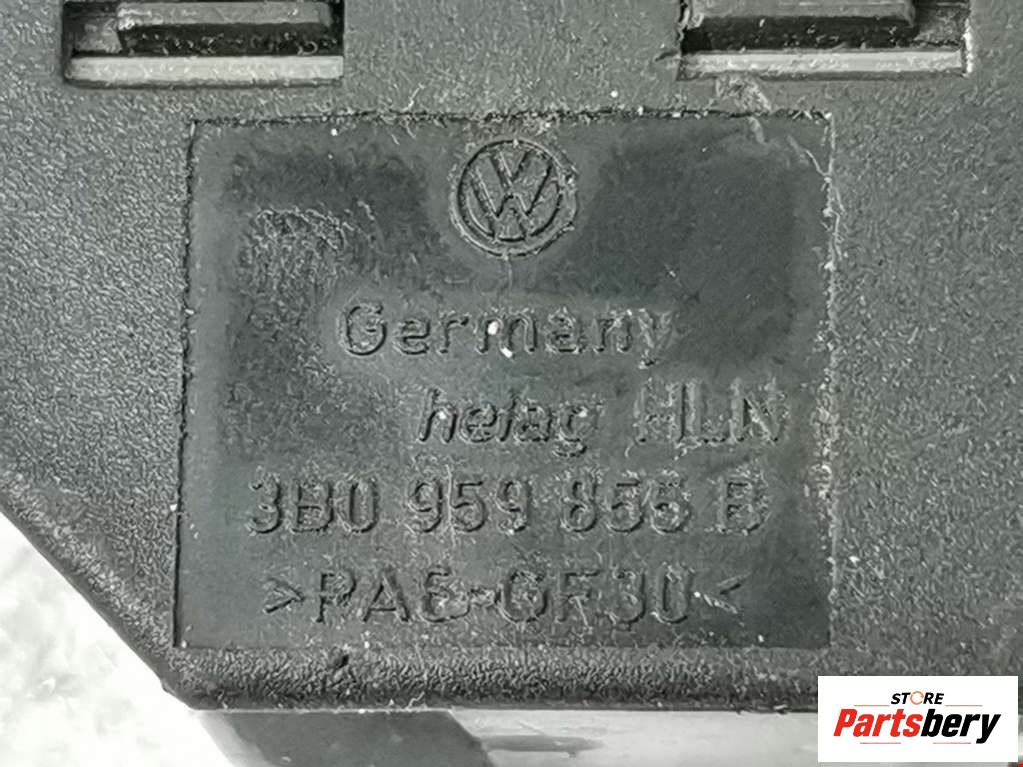 Germany
helag HLN
3B0 959 855 B
>PA6-GF30<
STORE
Partsbery